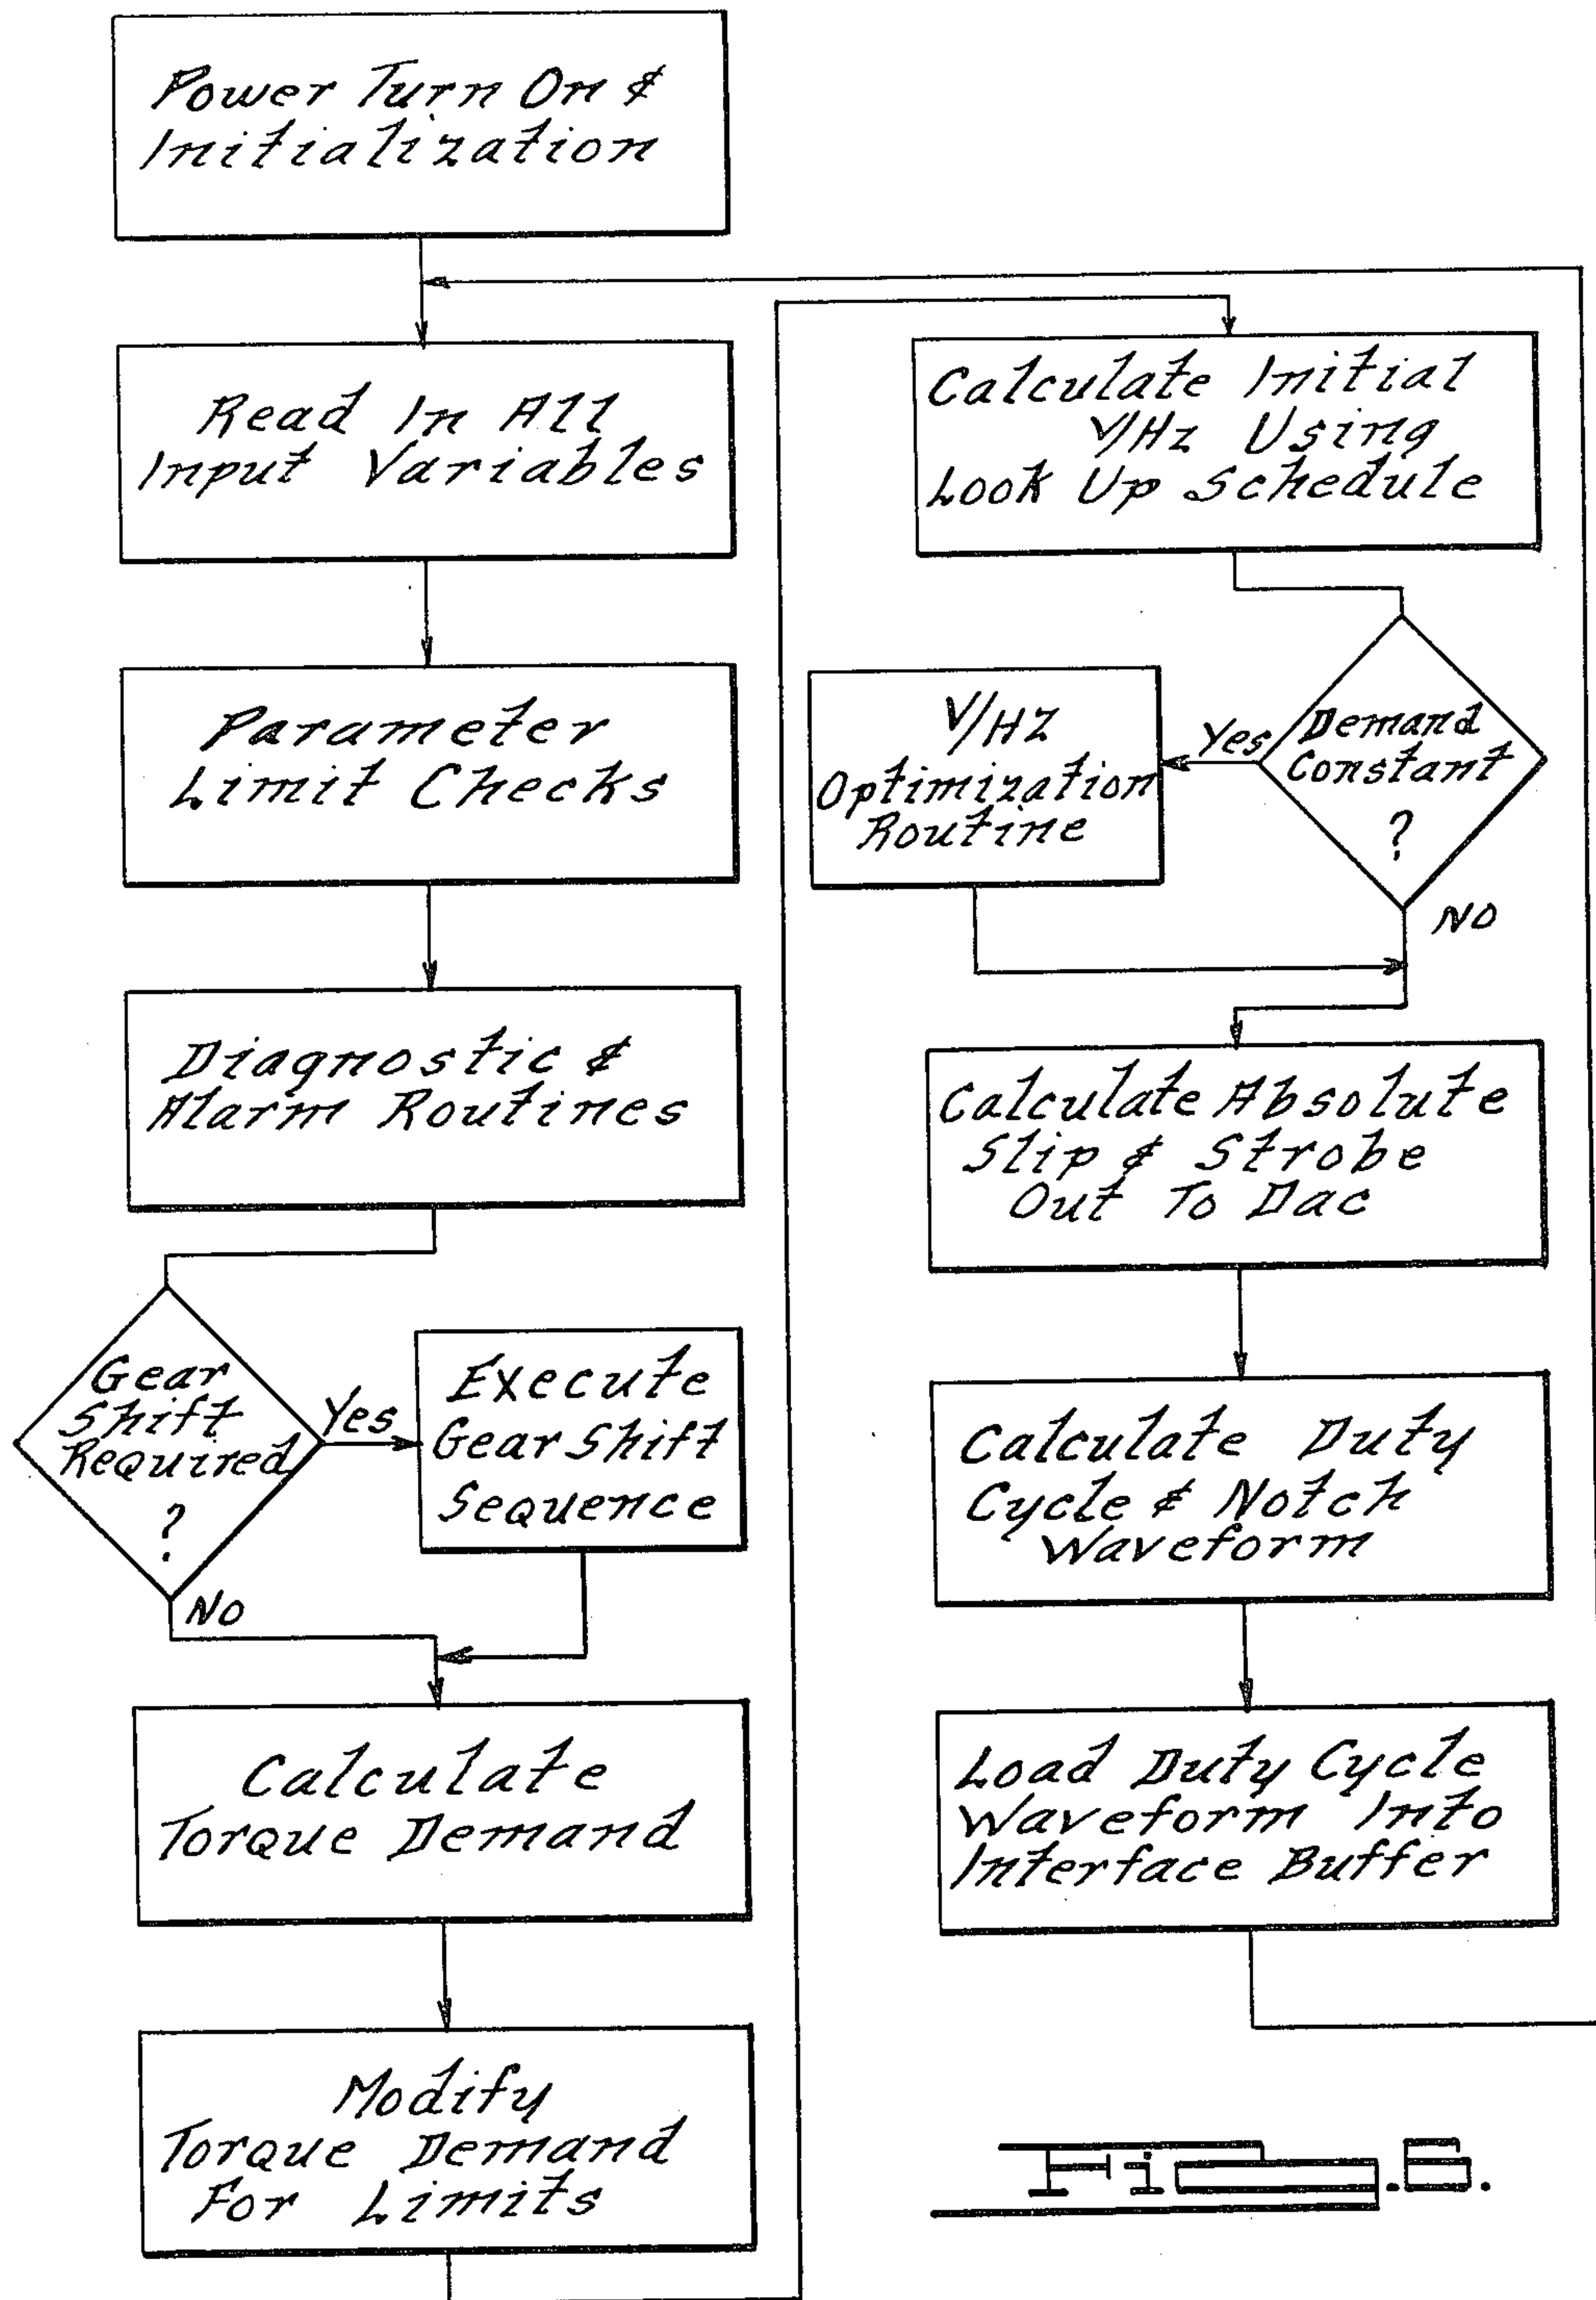 Power Turn On &
Initialization
Read In All
Input Variables
Parameter
Limit Checks
Diagnostic &
Alarm Routines
Gear
Shift
Required
?
Yes
Execute
Gear Shift
Sequence
NO
Calculate
Torque Demand
Modify
Torque Demand
For Limits
Calculate Initial
V/Hz Using
Look Up Schedule
Demand
Constant
?
Yes
V/HZ
Optimization
Routine
NO
Calculate Absolute
Slip & Strobe
Out To Dac
Calculate Duty
Cycle & Notch
Waveform
Load Duty Cycle
Waveform Into
Interface Buffer